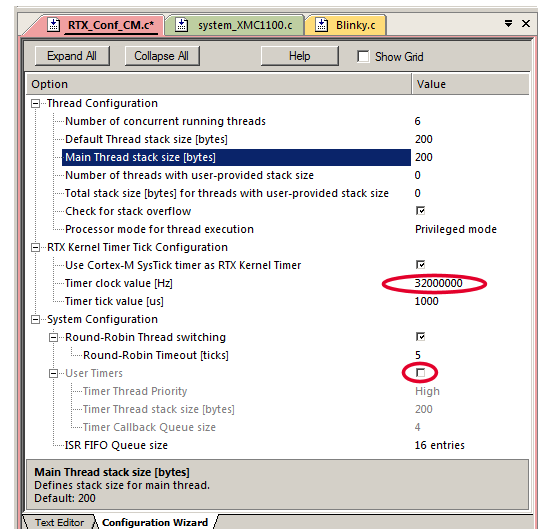 RTX_Conf_CM.c* system_XMC1100.c Blinky.c
Expand All Collapse All Help Show Grid
Option Value
Thread Configuration
Number of concurrent running threads 6
Default Thread stack size [bytes] 200
Main Thread stack size [bytes] 200
Number of threads with user-provided stack size 0
Total stack size [bytes] for threads with user-provided stack size 0
Check for stack overflow
Processor mode for thread execution Privileged mode
RTX Kernel Timer Tick Configuration
Use Cortex-M SysTick timer as RTX Kernel Timer
Timer clock value [Hz] 32000000
Timer tick value [us] 1000
System Configuration
Round-Robin Thread switching
Round-Robin Timeout [ticks] 5
User Timers
Timer Thread Priority High
Timer Thread stack size [bytes] 200
Timer Callback Queue size 4
ISR FIFO Queue size 16 entries
Main Thread stack size [bytes]
Defines stack size for main thread.
Default: 200
Text Editor Configuration Wizard